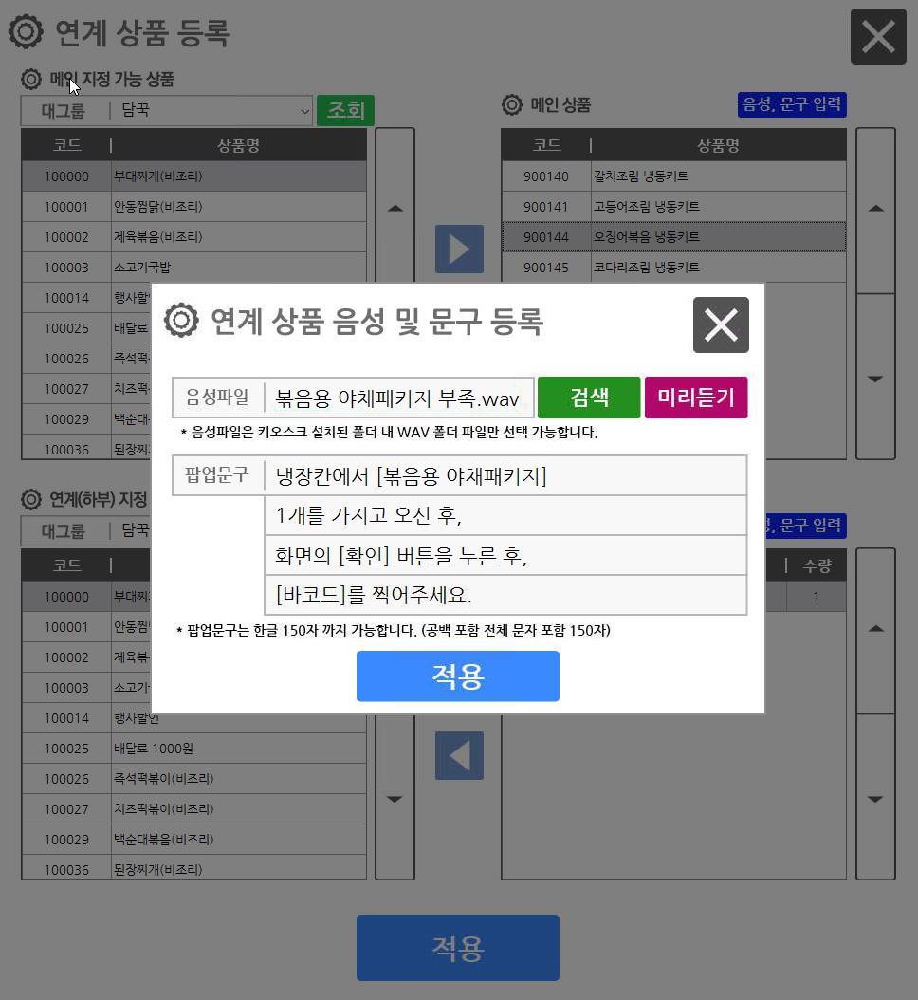 연계 상품 등록
메인 지정 가능 상품
대그룹 | 담꾹 조회
메인 상품 음성, 문구 입력
코드 | 상품명
100000 부대찌개(비조리)
100001 안동찜닭(비조리)
100002 제육볶음(비조리)
100003 소고기국밥
100014 행사할인
100025 배달료
100026 즉석떡
100027 치즈떡
100029 백순대
100036 된장찌
코드 | 상품명
900140 갈치조림 냉동키트
900141 고등어조림 냉동키트
900144 오징어볶음 냉동키트
900145 코다리조림 냉동키트
연계 상품 음성 및 문구 등록
음성파일 볶음용 야채패키지 부족.wav 검색 미리듣기
* 음성파일은 키오스크 설치된 폴더 내 WAV 폴더 파일만 선택 가능합니다.
팝업문구 냉장칸에서 [볶음용 야채패키지]
1개를 가지고 오신 후,
화면의 [확인] 버튼을 누른 후,
[바코드]를 찍어주세요.
* 팝업문구는 한글 150자 까지 가능합니다. (공백 포함 전체 문자 포함 150자)
적용
연계(하부) 지정
대그룹 | 담꾹
, 문구 입력
코드 |
100000 부대찌
100001 안동찜
100002 제육볶
100003 소고기
100014 행사할인
100025 배달료 1000원
100026 즉석떡볶이(비조리)
100027 치즈떡볶이(비조리)
100029 백순대볶음(비조리)
100036 된장찌개(비조리)
| 수량
1
적용